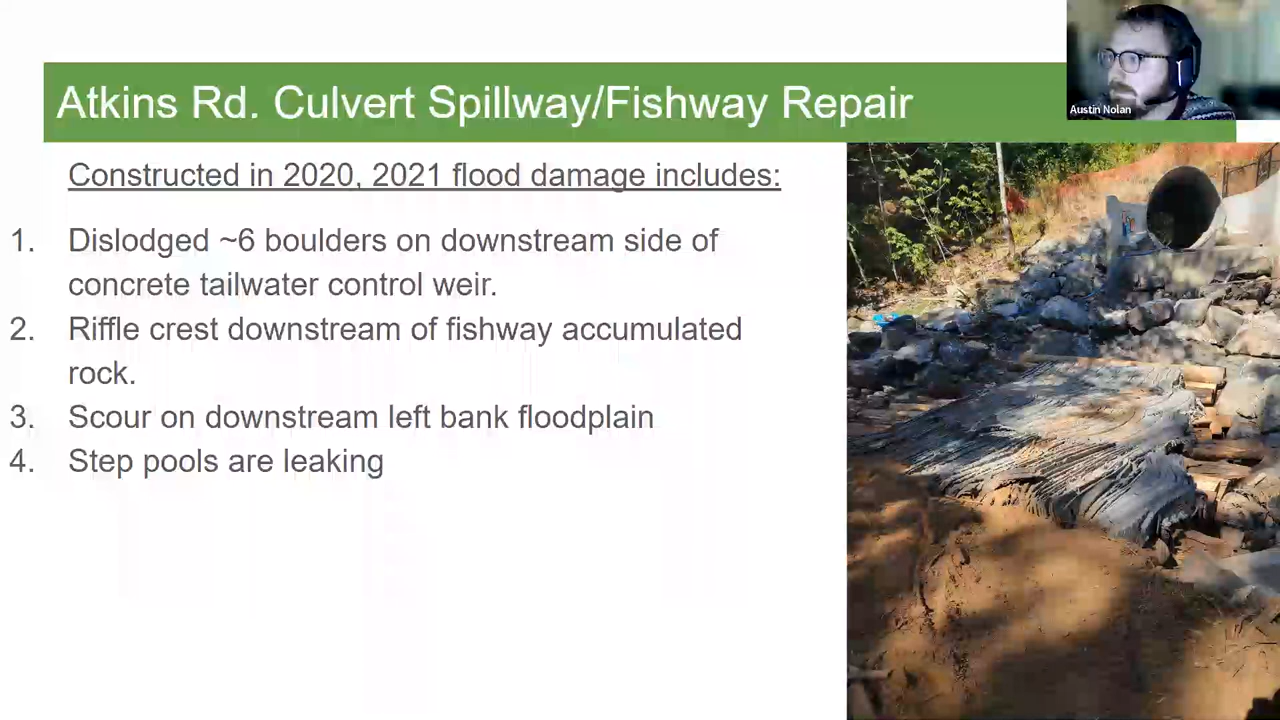 Atkins Rd. Culvert Spillway/Fishway Repair
Austin Nolan
Constructed in 2020, 2021 flood damage includes:
1. Dislodged ~6 boulders on downstream side of
concrete tailwater control weir.
2. Riffle crest downstream of fishway accumulated
rock.
3. Scour on downstream left bank floodplain
4. Step pools are leaking